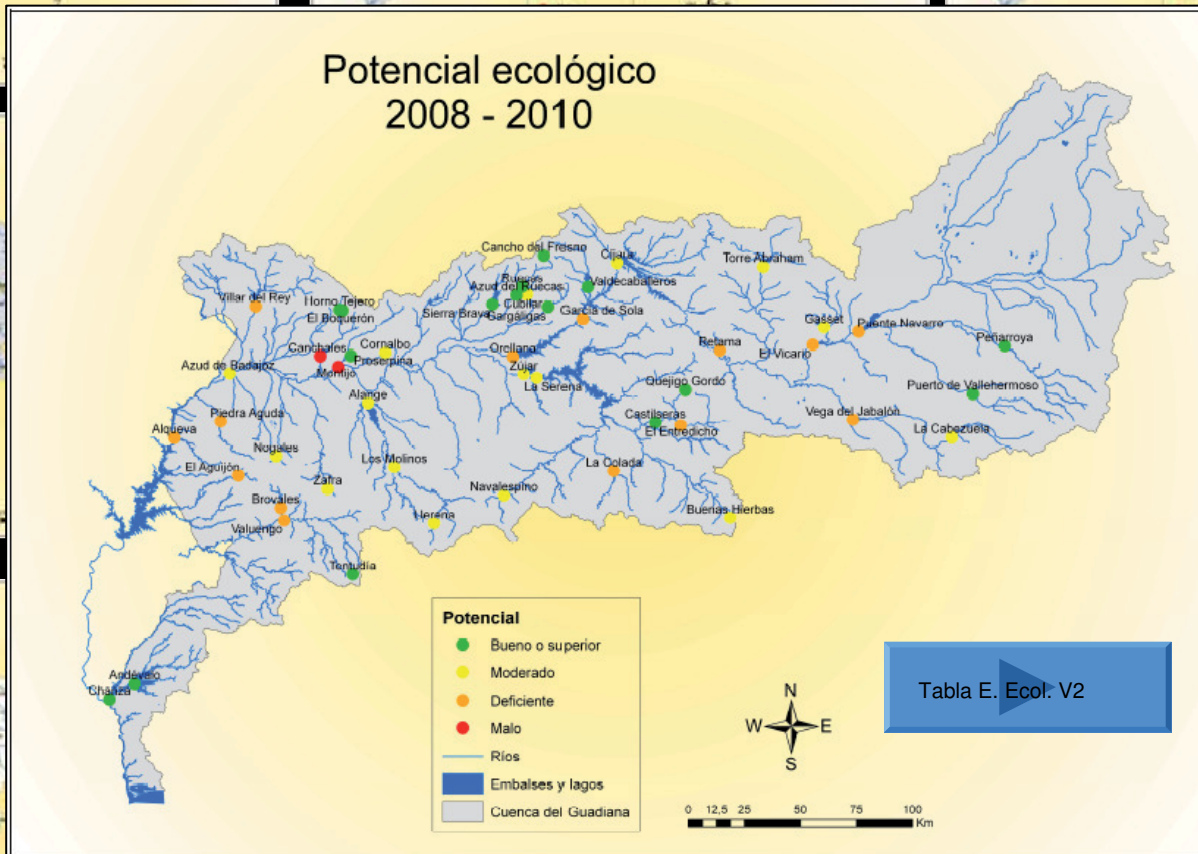 Potencial ecológico
2008 - 2010
Cancho del Fresno
Cijara
Torre Abraham
Azud del Ruecas
Valdecaballeros
Villar del Rey
Horno Tejero
El Boquerón
Sierra Brava
Cubilar
Gargáligas
García de Sola
Gasset
Puente Navarro
Peñarroya
Canchales
Cornalbo
Proserpina
Montijo
Orellana
Retama
El Vicario
Azud de Badajoz
Zújar
La Serena
Quejigo Gordo
Puerto de Vallehermoso
Alange
Piedra Aguda
Castilseras
El Entredicho
Vega del Jabalón
La Cabezuela
Alqueva
Nogales
El Aguijón
Los Molinos
La Colada
Zafra
Navalespino
Brovales
Valuengo
Llerena
Buenas Hierbas
Tentudía
Andévalo
Chanza
Potencial
Bueno o superior
Moderado
Deficiente
Malo
Ríos
Embalses y lagos
Cuenca del Guadiana
Tabla E. Ecol. V2
N
W
E
S
0 12,5 25 50 75 100
Km